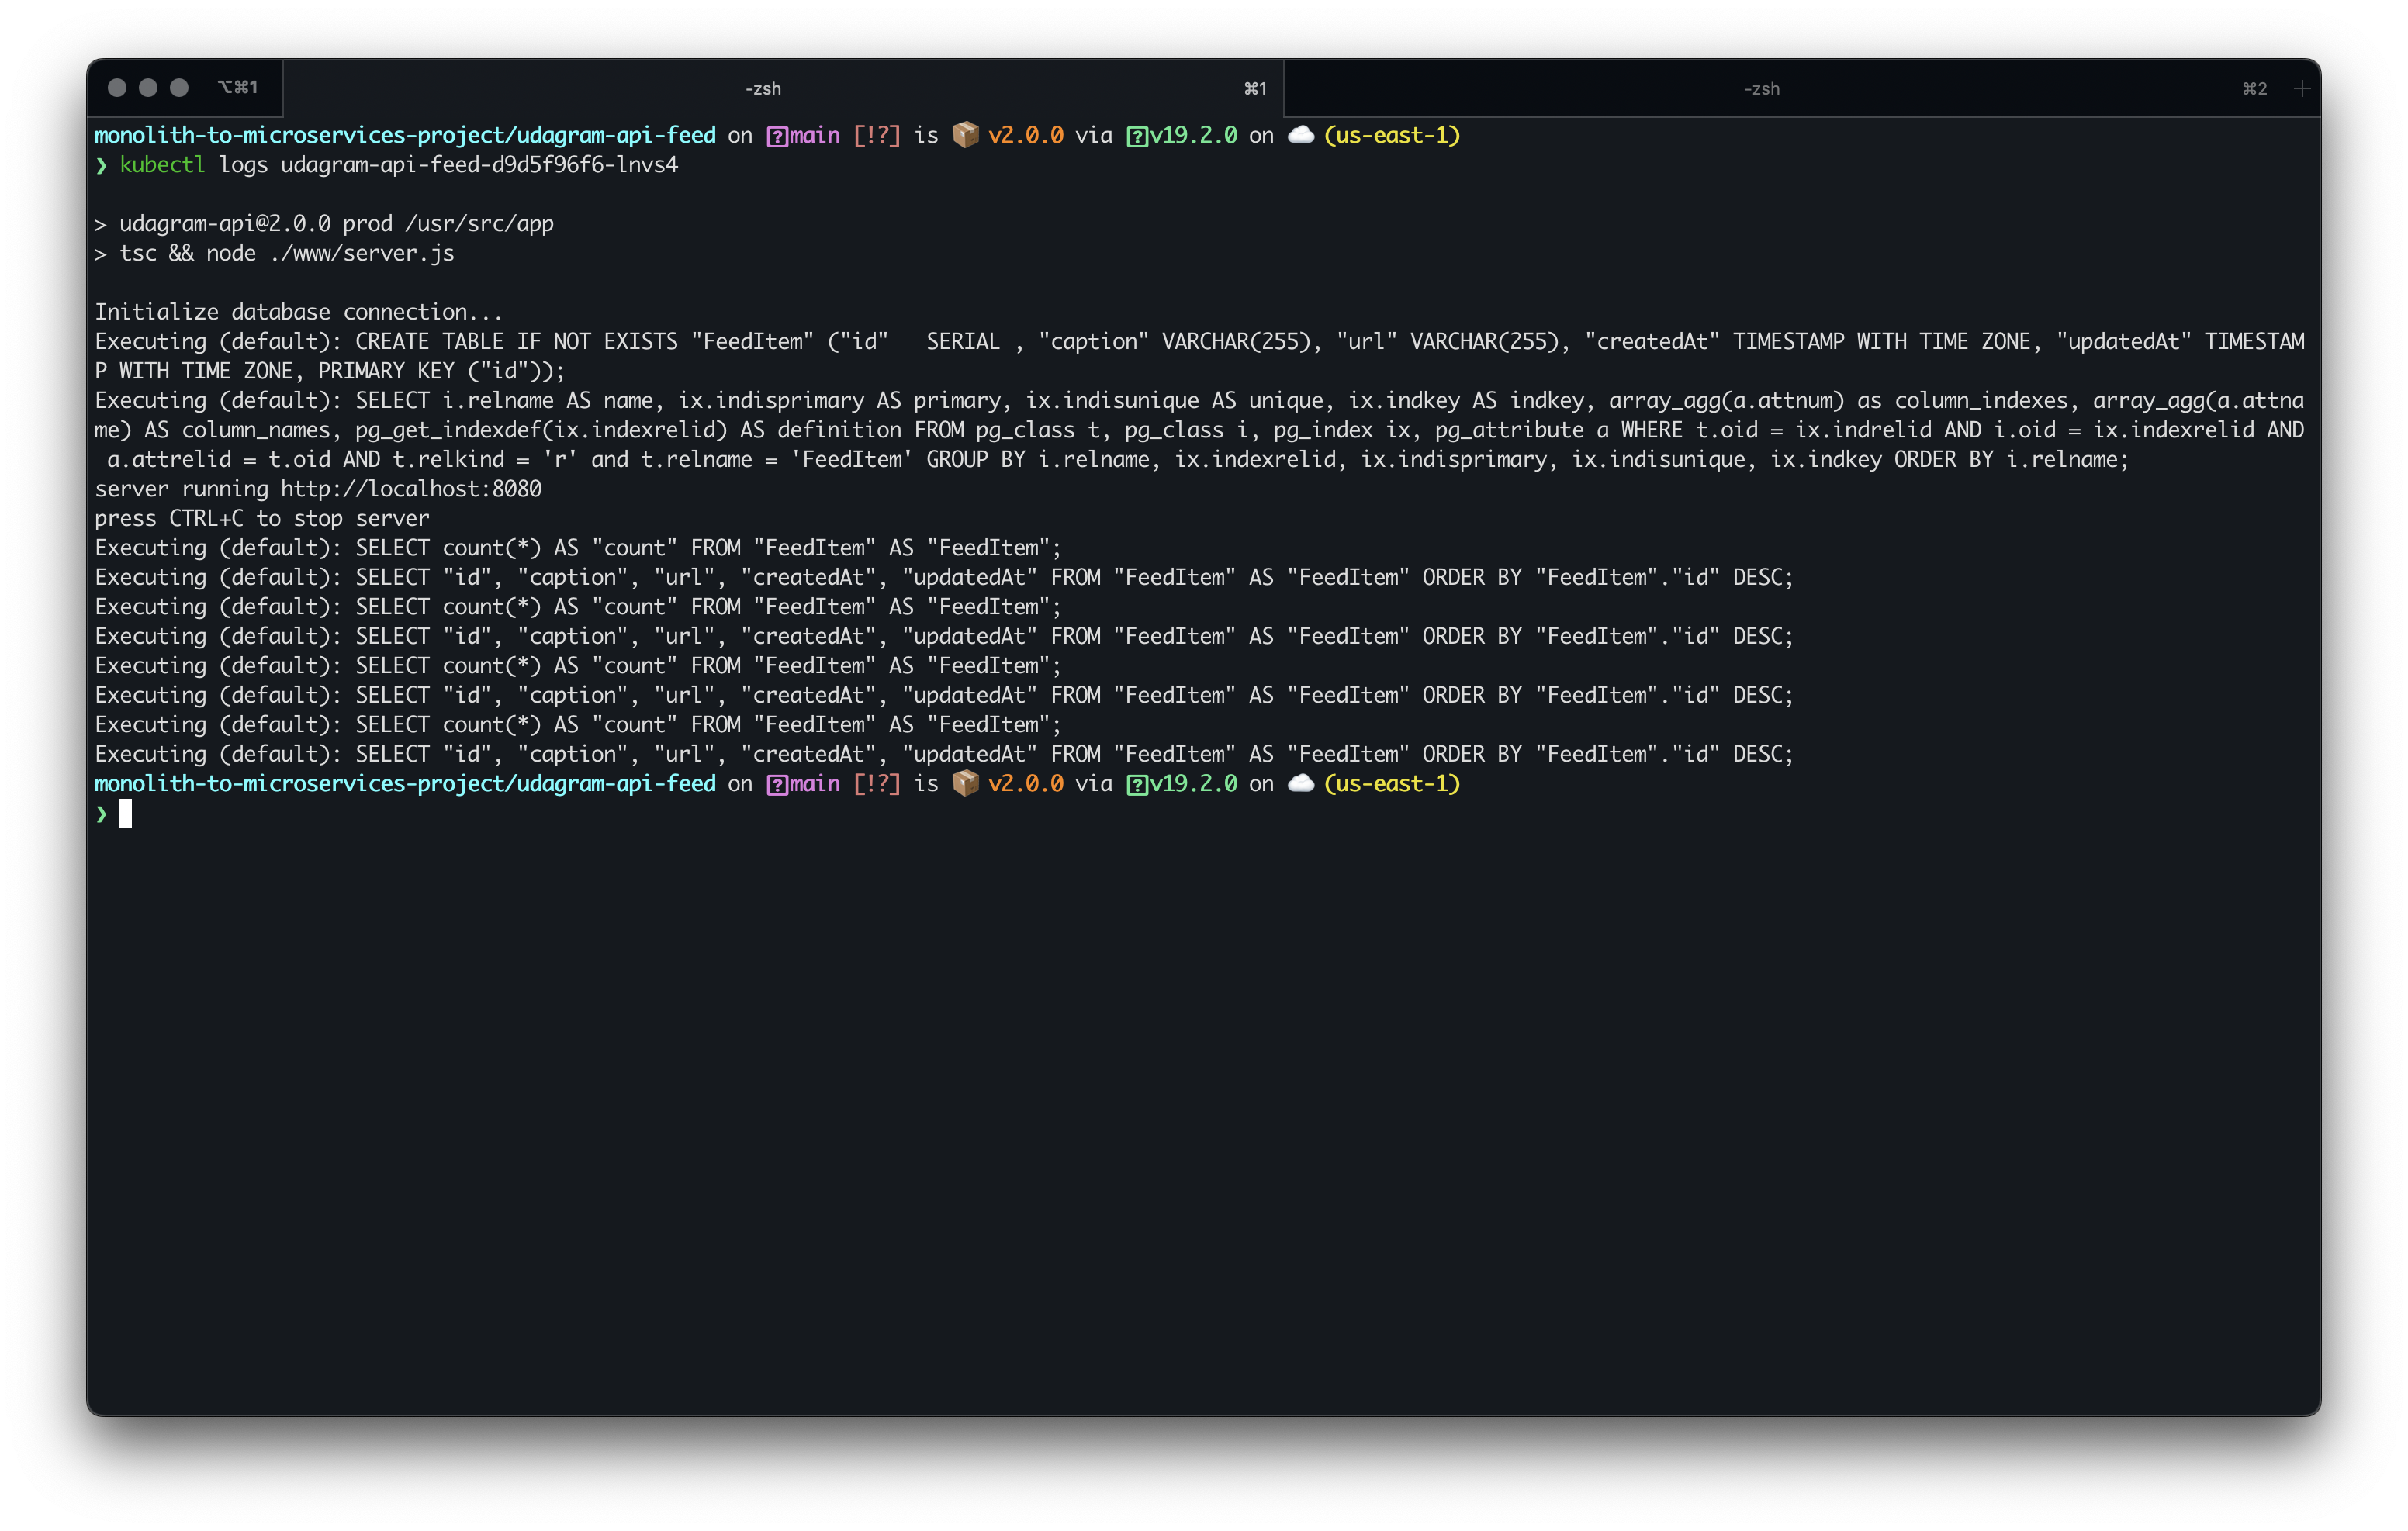 ⌥⌘1 -zsh ⌘1 -zsh ⌘2 +
monolith-to-microservices-project/udagram-api-feed on ?main [!?] is 📦 v2.0.0 via ?v19.2.0 on ☁️ (us-east-1)
❯ kubectl logs udagram-api-feed-d9d5f96f6-lnvs4
> udagram-api@2.0.0 prod /usr/src/app
> tsc && node ./www/server.js
Initialize database connection...
Executing (default): CREATE TABLE IF NOT EXISTS "FeedItem" ("id"   SERIAL , "caption" VARCHAR(255), "url" VARCHAR(255), "createdAt" TIMESTAMP WITH TIME ZONE, "updatedAt" TIMESTAM
P WITH TIME ZONE, PRIMARY KEY ("id"));
Executing (default): SELECT i.relname AS name, ix.indisprimary AS primary, ix.indisunique AS unique, ix.indkey AS indkey, array_agg(a.attnum) as column_indexes, array_agg(a.attna
me) AS column_names, pg_get_indexdef(ix.indexrelid) AS definition FROM pg_class t, pg_class i, pg_index ix, pg_attribute a WHERE t.oid = ix.indrelid AND i.oid = ix.indexrelid AND
 a.attrelid = t.oid AND t.relkind = 'r' and t.relname = 'FeedItem' GROUP BY i.relname, ix.indexrelid, ix.indisprimary, ix.indisunique, ix.indkey ORDER BY i.relname;
server running http://localhost:8080
press CTRL+C to stop server
Executing (default): SELECT count(*) AS "count" FROM "FeedItem" AS "FeedItem";
Executing (default): SELECT "id", "caption", "url", "createdAt", "updatedAt" FROM "FeedItem" AS "FeedItem" ORDER BY "FeedItem"."id" DESC;
Executing (default): SELECT count(*) AS "count" FROM "FeedItem" AS "FeedItem";
Executing (default): SELECT "id", "caption", "url", "createdAt", "updatedAt" FROM "FeedItem" AS "FeedItem" ORDER BY "FeedItem"."id" DESC;
Executing (default): SELECT count(*) AS "count" FROM "FeedItem" AS "FeedItem";
Executing (default): SELECT "id", "caption", "url", "createdAt", "updatedAt" FROM "FeedItem" AS "FeedItem" ORDER BY "FeedItem"."id" DESC;
Executing (default): SELECT count(*) AS "count" FROM "FeedItem" AS "FeedItem";
Executing (default): SELECT "id", "caption", "url", "createdAt", "updatedAt" FROM "FeedItem" AS "FeedItem" ORDER BY "FeedItem"."id" DESC;
monolith-to-microservices-project/udagram-api-feed on ?main [!?] is 📦 v2.0.0 via ?v19.2.0 on ☁️ (us-east-1)
❯